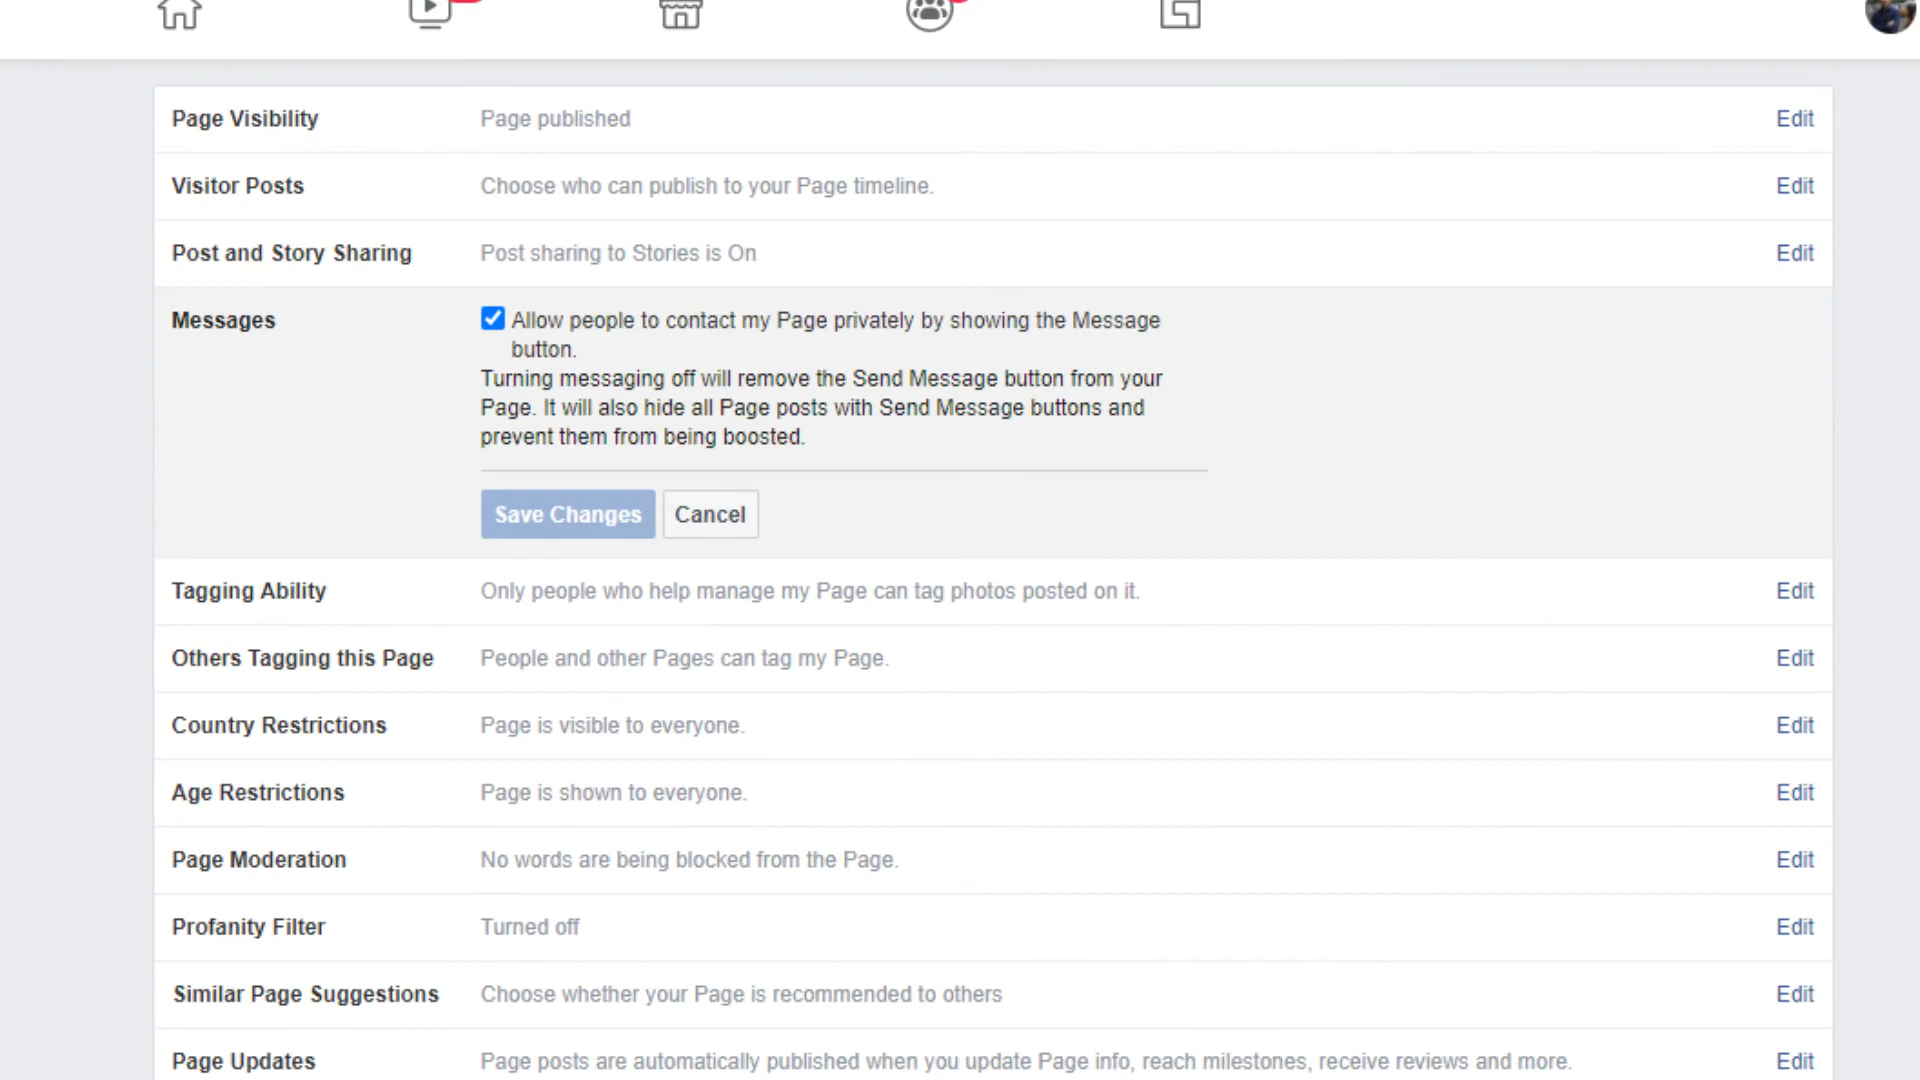 Page Visibility Page published Edit
Visitor Posts Choose who can publish to your Page timeline. Edit
Post and Story Sharing Post sharing to Stories is On Edit
Messages Allow people to contact my Page privately by showing the Message
button.
Turning messaging off will remove the Send Message button from your
Page. It will also hide all Page posts with Send Message buttons and
prevent them from being boosted.
Save Changes Cancel
Tagging Ability Only people who help manage my Page can tag photos posted on it. Edit
Others Tagging this Page People and other Pages can tag my Page. Edit
Country Restrictions Page is visible to everyone. Edit
Age Restrictions Page is shown to everyone. Edit
Page Moderation No words are being blocked from the Page. Edit
Profanity Filter Turned off Edit
Similar Page Suggestions Choose whether your Page is recommended to others Edit
Page Updates Page posts are automatically published when you update Page info, reach milestones, receive reviews and more. Edit